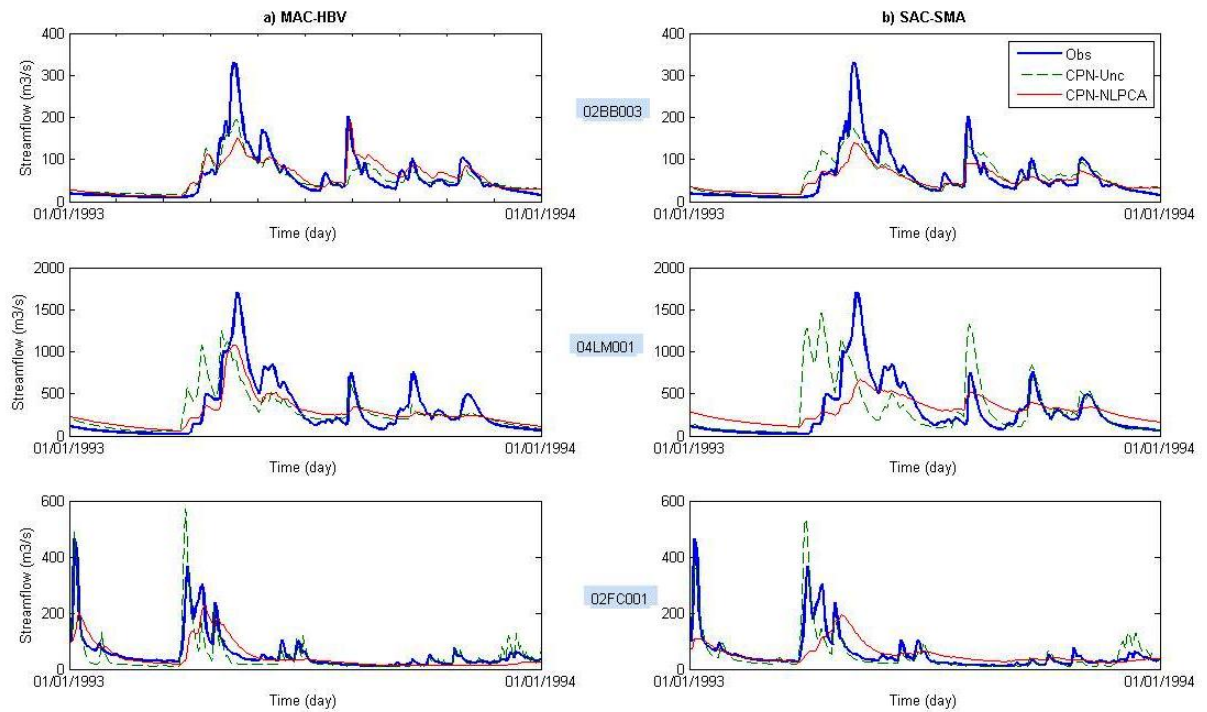 a) MAC-HBV
b) SAC-SMA
400
300
200
100
0
Streamflow (m3/s)
01/01/1993
01/01/1994
Time (day)
02BB003
400
300
200
100
0
01/01/1993
01/01/1994
Time (day)
Obs
CPN-Unc
CPN-NLPCA
2000
1500
1000
500
0
Streamflow (m3/s)
01/01/1993
01/01/1994
Time (day)
04LM001
2000
1500
1000
500
0
01/01/1993
01/01/1994
Time (day)
600
400
200
0
Streamflow (m3/s)
01/01/1993
01/01/1994
Time (day)
02FC001
600
400
200
0
01/01/1993
01/01/1994
Time (day)